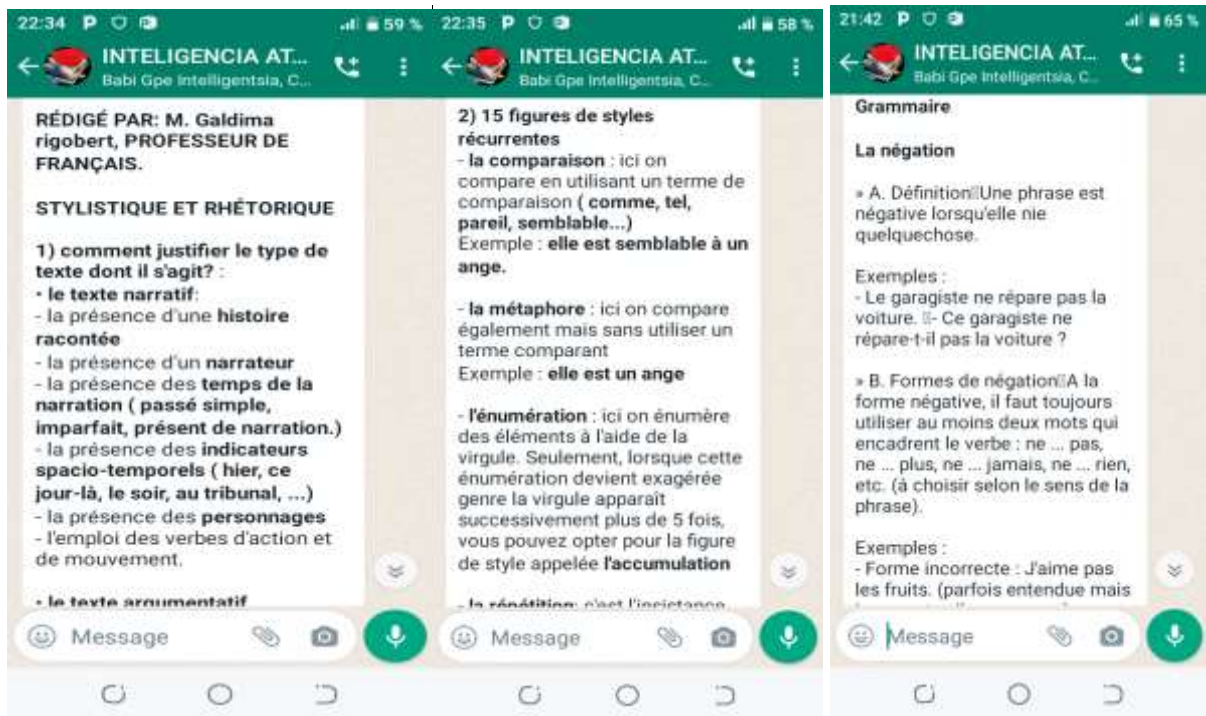 22:34 P 59 %
INTELIGENCIA AT...
Babi Gpe Intelligentsia, C...
RÉDIGÉ PAR: M. Galdima
rigobert, PROFESSEUR DE
FRANÇAIS.
STYLISTIQUE ET RHÉTORIQUE
1) comment justifier le type de
texte dont il s'agit? :
• le texte narratif:
- la présence d'une histoire
racontée
- la présence d'un narrateur
- la présence des temps de la
narration ( passé simple,
imparfait, présent de narration.)
- la présence des indicateurs
spacio-temporels ( hier, ce
jour-là, le soir, au tribunal, ...)
- la présence des personnages
- l'emploi des verbes d'action et
de mouvement.
• le texte argumentatif
Message
22:35 P 58 %
INTELIGENCIA AT...
Babi Gpe Intelligentsia, C...
2) 15 figures de styles
récurrentes
- la comparaison : ici on
compare en utilisant un terme de
comparaison ( comme, tel,
pareil, semblable...)
Exemple : elle est semblable à un
ange.
- la métaphore : ici on compare
également mais sans utiliser un
terme comparant
Exemple : elle est un ange
- l'énumération : ici on énumère
des éléments à l'aide de la
virgule. Seulement, lorsque cette
énumération devient exagérée
genre la virgule apparaît
successivement plus de 5 fois,
vous pouvez opter pour la figure
de style appelée l'accumulation
- la répétition: c'est l'insistance
Message
21:42 P 65 %
INTELIGENCIA AT...
Babi Gpe Intelligentsia, C...
Grammaire
La négation
» A. Définition Une phrase est
négative lorsqu'elle nie
quelquechose.
Exemples :
- Le garagiste ne répare pas la
voiture. - Ce garagiste ne
répare-t-il pas la voiture ?
» B. Formes de négation A la
forme négative, il faut toujours
utiliser au moins deux mots qui
encadrent le verbe : ne ... pas,
ne ... plus, ne ... jamais, ne ... rien,
etc. (à choisir selon le sens de la
phrase).
Exemples :
- Forme incorrecte : J'aime pas
les fruits. (parfois entendue mais
Message